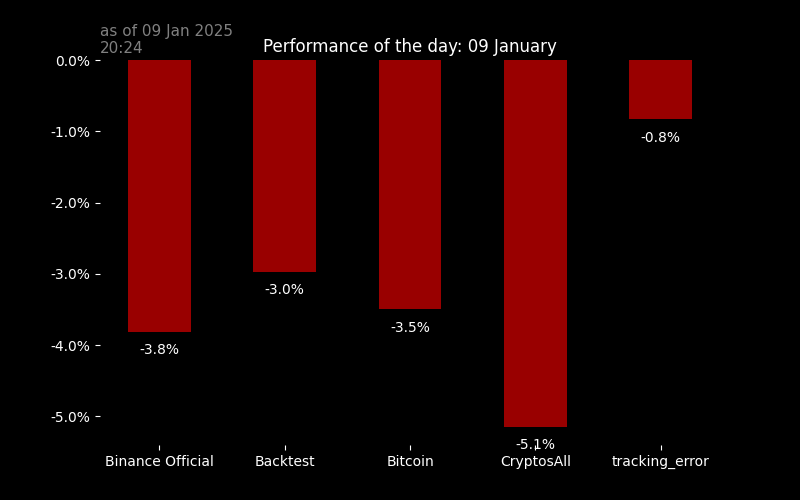 as of 09 Jan 2025
20:24
Performance of the day: 09 January
0.0%
-1.0%
-2.0%
-3.0%
-4.0%
-5.0%
-3.8%
-3.0%
-3.5%
-5.1%
-0.8%
Binance Official
Backtest
Bitcoin
CryptosAll
tracking_error